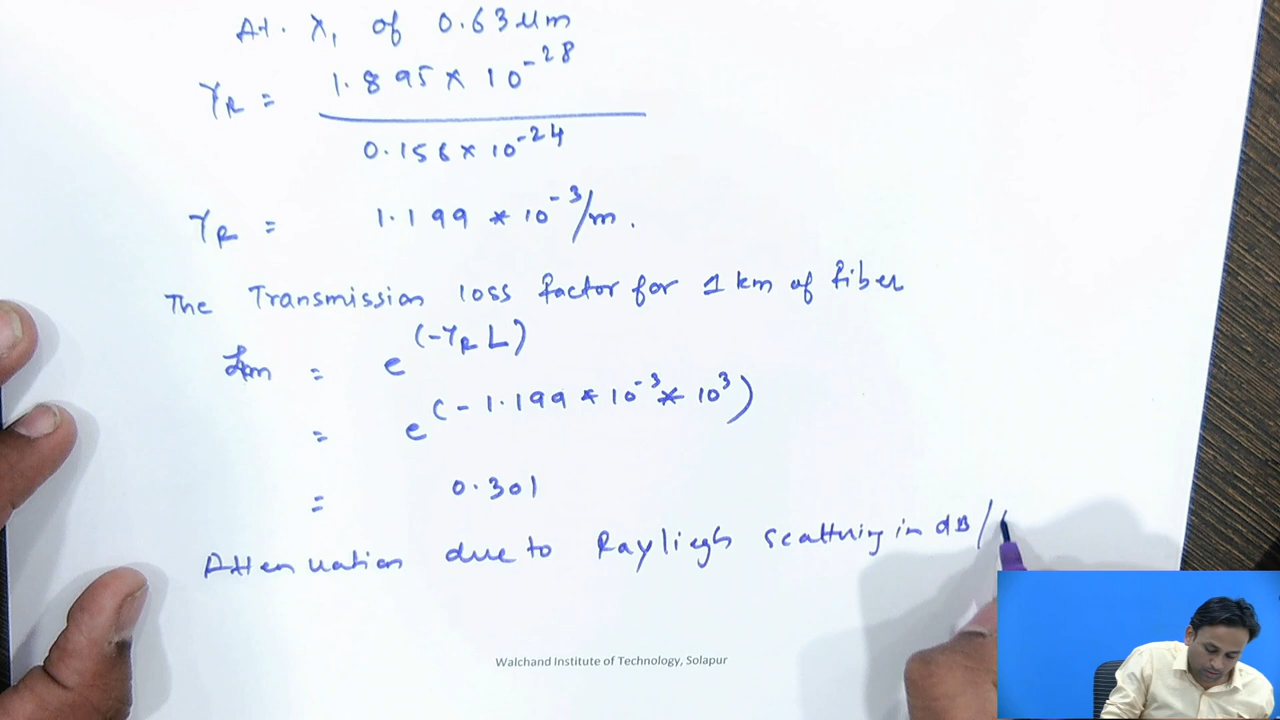 At. λ, of 0.63 μm
γR = 1.895 * 10^-28
0.156 * 10^-24
γR = 1.199 * 10^-3/m.
The Transmission loss factor for 1 km of fiber
Lkm = e^(-γR L)
= e^(-1.199 * 10^-3 * 10^3)
= 0.301
Attenuation due to Rayliegh scattering in dB/
Walchand Institute of Technology, Solapur